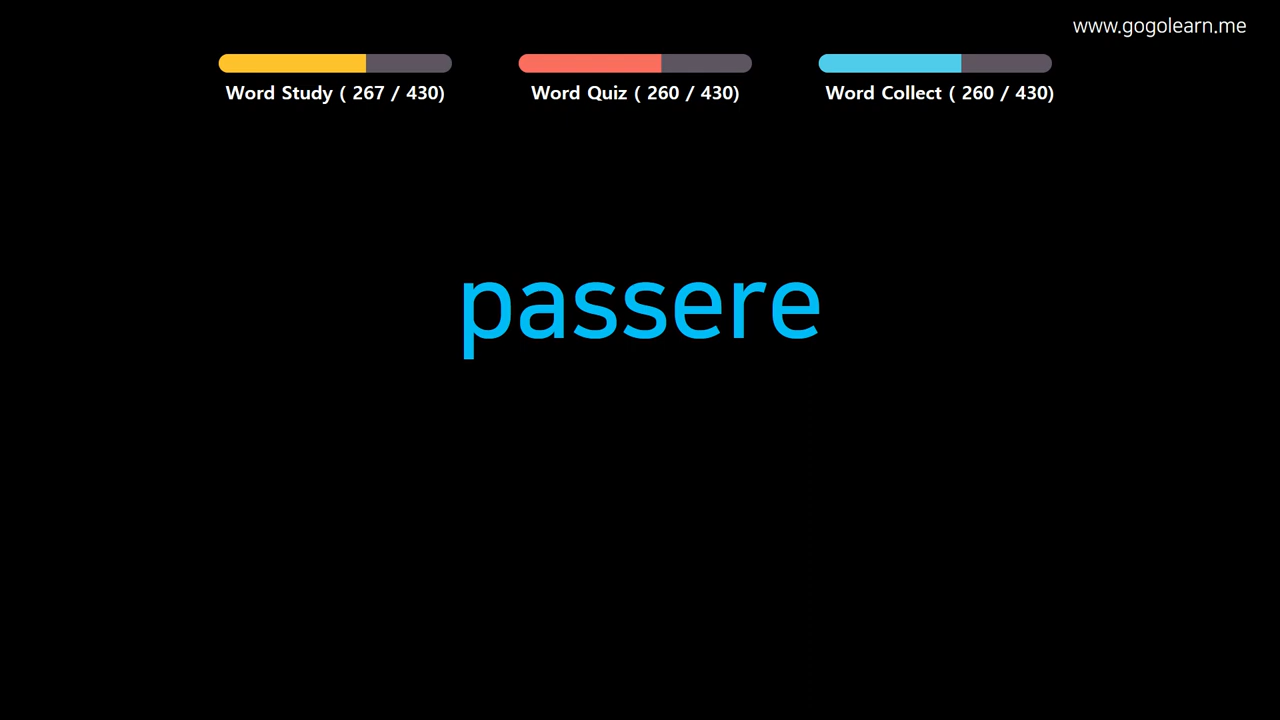 www.gogolearn.me
Word Study ( 267 / 430)
Word Quiz ( 260 / 430)
Word Collect ( 260 / 430)
passere